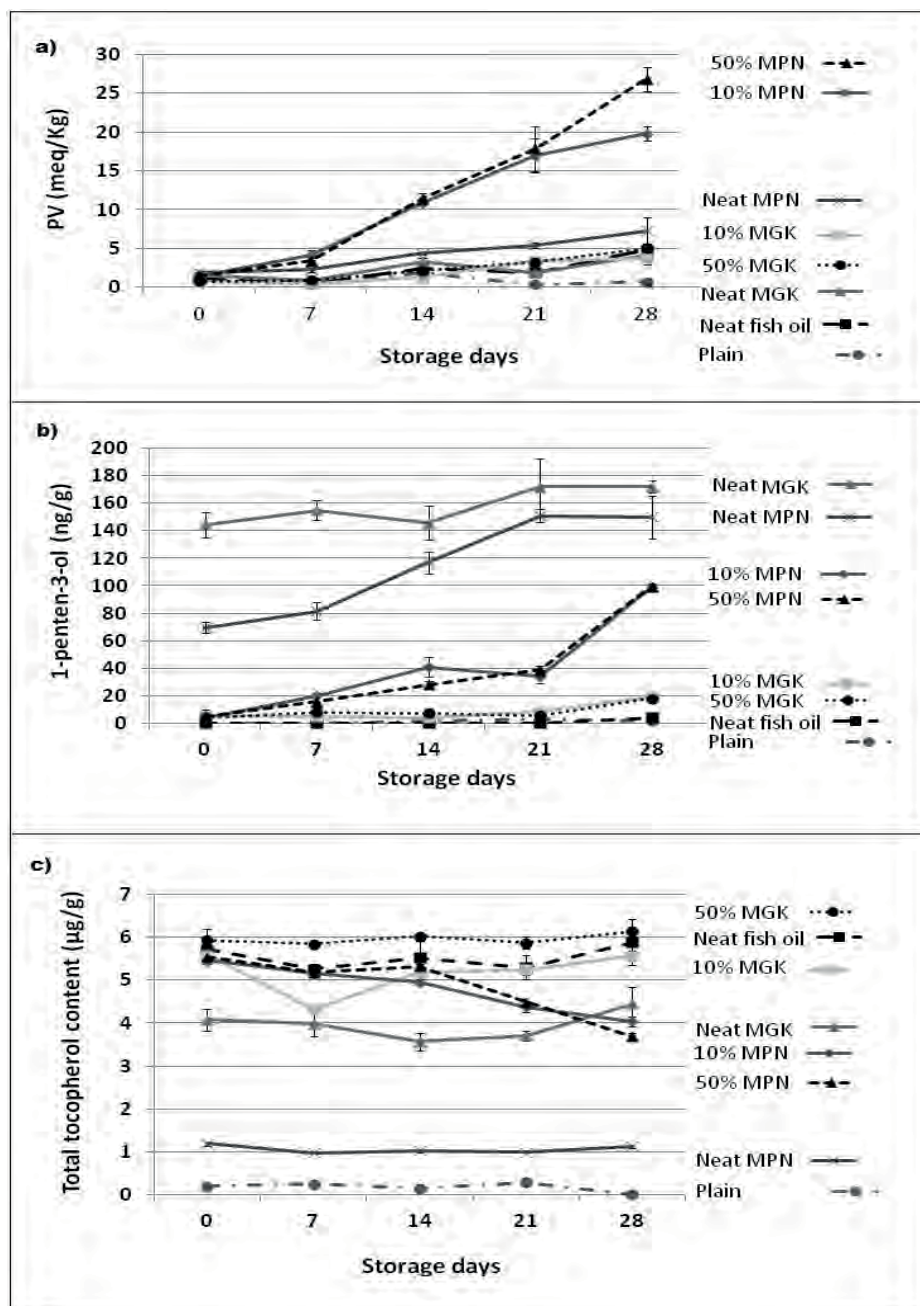 a)
PV (meq/Kg)
30
25
20
15
10
5
0
0 7 14 21 28
Storage days
50% MPN
10% MPN
Neat MPN
10% MGK
50% MGK
Neat MGK
Neat fish oil
Plain
b)
1-penten-3-ol (ng/g)
200
180
160
140
120
100
80
60
40
20
0
0 7 14 21 28
Storage days
Neat MGK
Neat MPN
10% MPN
50% MPN
10% MGK
50% MGK
Neat fish oil
Plain
c)
Total tocopherol content (µg/g)
7
6
5
4
3
2
1
0
0 7 14 21 28
Storage days
50% MGK
Neat fish oil
10% MGK
Neat MGK
10% MPN
50% MPN
Neat MPN
Plain